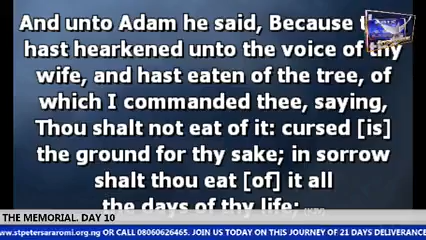 And unto Adam he said, Because
hast hearkened unto the voice of thy
wife, and hast eaten of the tree, of
which I commanded thee, saying,
Thou shalt not eat of it: cursed [is]
the ground for thy sake; in sorrow
shalt thou eat [of] it all
the days of thy life;
THE MEMORIAL. DAY 10
www.stpetersararomi.org.ng OR CALL 08060626465. JOIN US TODAY ON THIS JOURNEY OF 21 DAYS DELIVERANCE